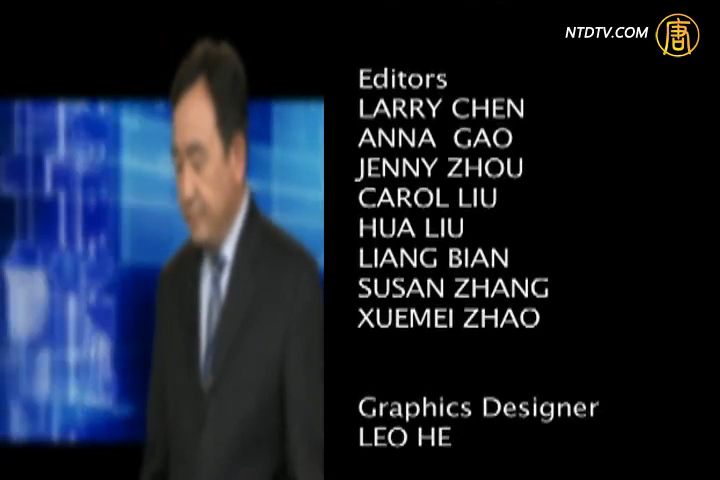 NTDTV.COM 唐
Editors
LARRY CHEN
ANNA GAO
JENNY ZHOU
CAROL LIU
HUA LIU
LIANG BIAN
SUSAN ZHANG
XUEMEI ZHAO
Graphics Designer
LEO HE